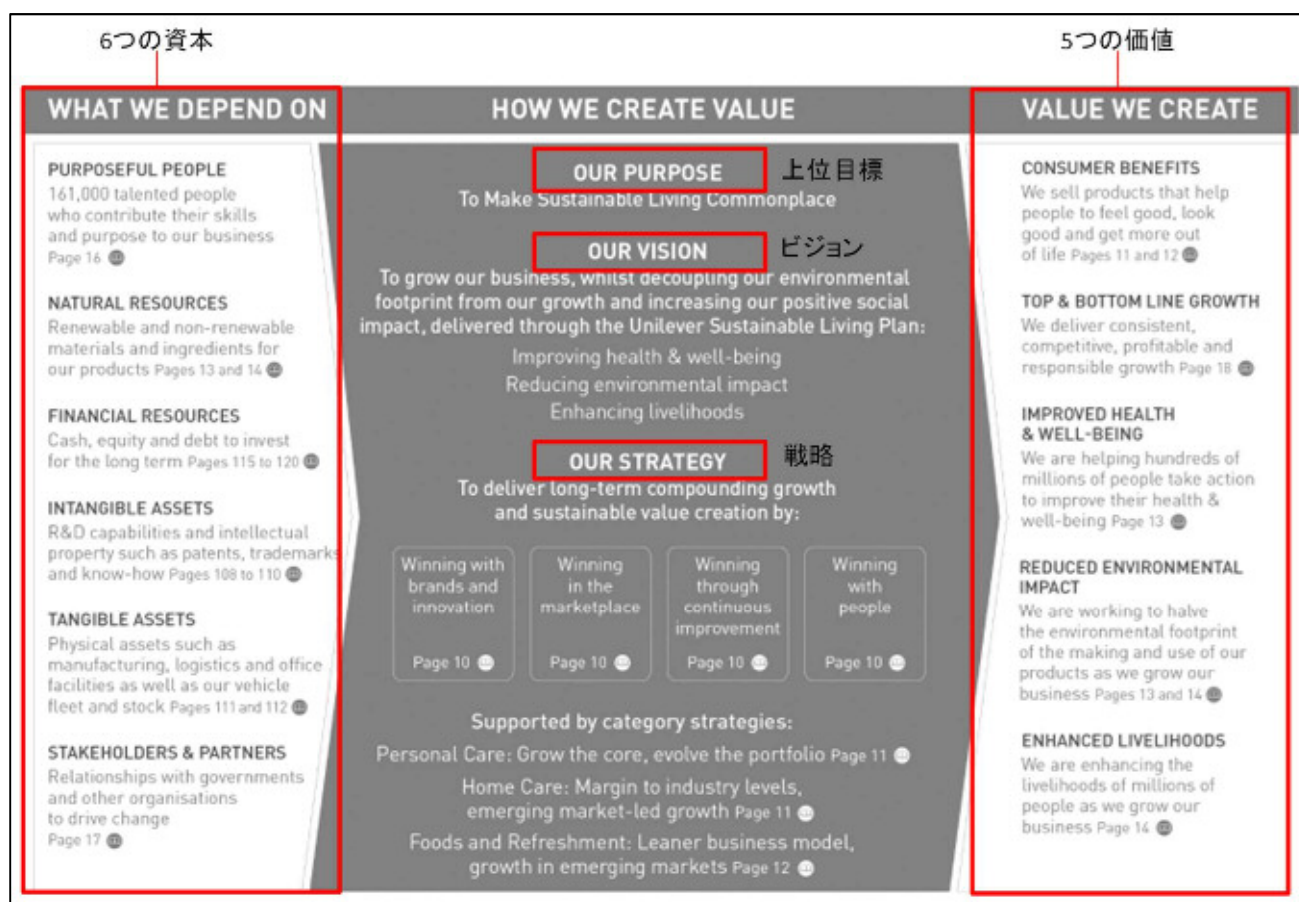 6つの資本
5つの価値
WHAT WE DEPEND ON
PURPOSEFUL PEOPLE
161,000 talented people
who contribute their skills
and purpose to our business
Page 16
NATURAL RESOURCES
Renewable and non-renewable
materials and ingredients for
our products Pages 13 and 14
FINANCIAL RESOURCES
Cash, equity and debt to invest
for the long term Pages 115 to 120
INTANGIBLE ASSETS
R&D capabilities and intellectual
property such as patents, trademarks
and know-how Pages 108 to 110
TANGIBLE ASSETS
Physical assets such as
manufacturing, logistics and office
facilities as well as our vehicle
fleet and stock Pages 111 and 112
STAKEHOLDERS & PARTNERS
Relationships with governments
and other organisations
to drive change
Page 17
HOW WE CREATE VALUE
OUR PURPOSE 上位目標
To Make Sustainable Living Commonplace
OUR VISION ビジョン
To grow our business, whilst decoupling our environmental
footprint from our growth and increasing our positive social
impact, delivered through the Unilever Sustainable Living Plan:
Improving health & well-being
Reducing environmental impact
Enhancing livelihoods
OUR STRATEGY 戦略
To deliver long-term compounding growth
and sustainable value creation by:
Winning with
brands and
innovation
Page 10
Winning
in the
marketplace
Page 10
Winning
through
continuous
improvement
Page 10
Winning
with
people
Page 10
Supported by category strategies:
Personal Care: Grow the core, evolve the portfolio Page 11
Home Care: Margin to industry levels,
emerging market-led growth Page 11
Foods and Refreshment: Leaner business model,
growth in emerging markets Page 12
VALUE WE CREATE
CONSUMER BENEFITS
We sell products that help
people to feel good, look
good and get more out
of life Pages 11 and 12
TOP & BOTTOM LINE GROWTH
We deliver consistent,
competitive, profitable and
responsible growth Page 18
IMPROVED HEALTH
& WELL-BEING
We are helping hundreds of
millions of people take action
to improve their health &
well-being Page 13
REDUCED ENVIRONMENTAL
IMPACT
We are working to halve
the environmental footprint
of the making and use of our
products as we grow our
business Pages 13 and 14
ENHANCED LIVELIHOODS
We are enhancing the
livelihoods of millions of
people as we grow our
business Page 14